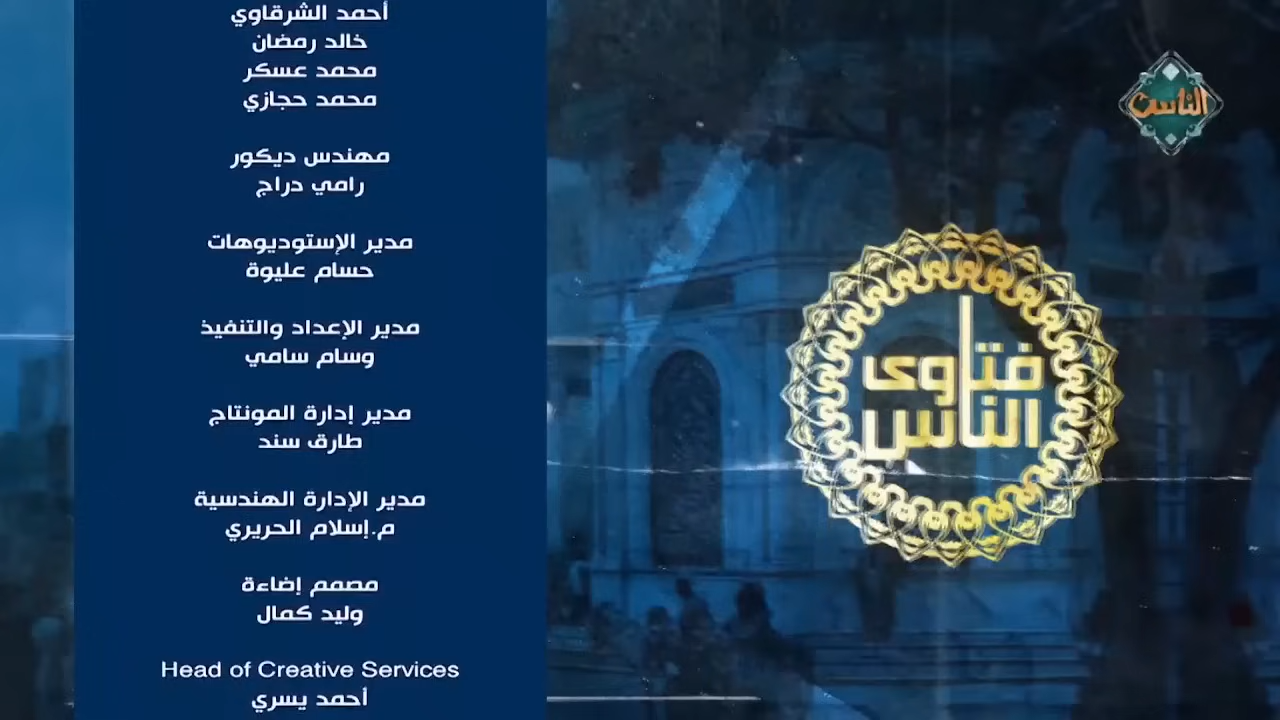 أحمد الشرقاوي
خالد رمضان
محمد عسكر
محمد حجازي
مهندس ديكور
رامي دراج
مدير الإستوديوهات
حسام عليوة
مدير الإعداد والتنفيذ
وسام سامي
مدير إدارة المونتاج
طارق سند
مدير الإدارة الهندسية
م.إسلام الحريري
مصمم إضاءة
وليد كمال
Head of Creative Services
أحمد يسري
الناس
فتاوى
الناس